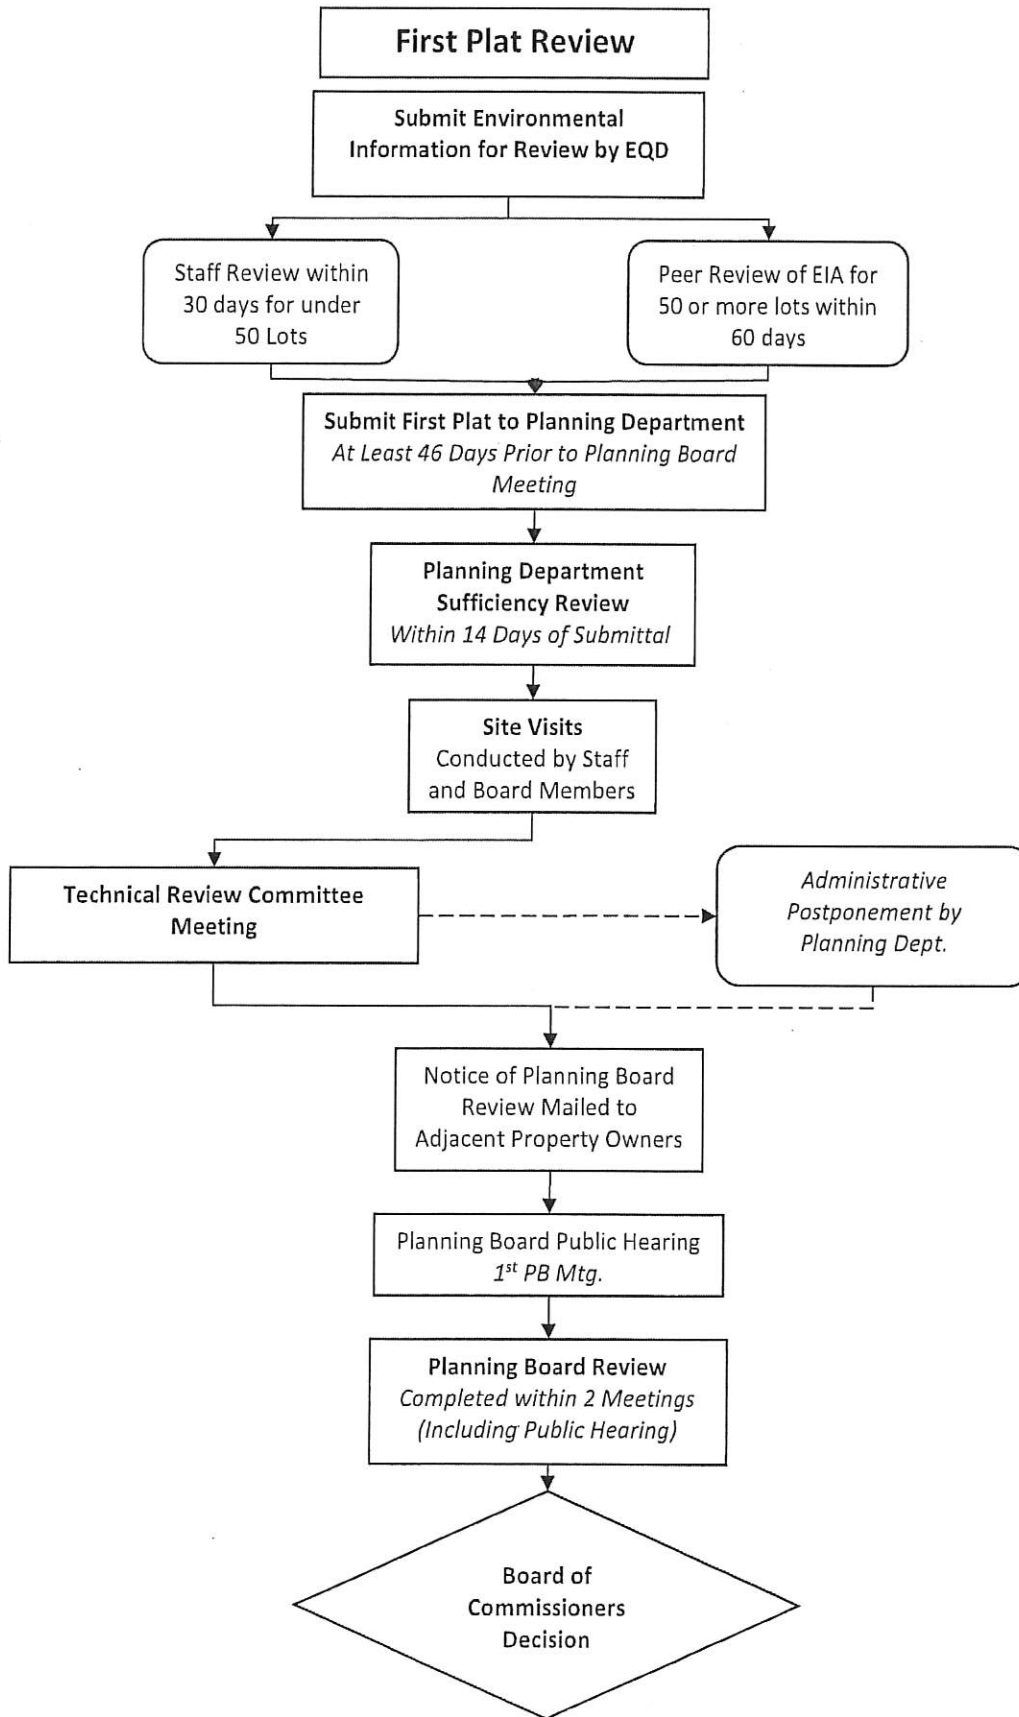 First Plat Review
Submit Environmental
Information for Review by EQD
Staff Review within
30 days for under
50 Lots
Peer Review of EIA for
50 or more lots within
60 days
Submit First Plat to Planning Department
At Least 46 Days Prior to Planning Board
Meeting
Planning Department
Sufficiency Review
Within 14 Days of Submittal
Site Visits
Conducted by Staff
and Board Members
Technical Review Committee
Meeting
Administrative
Postponement by
Planning Dept.
Notice of Planning Board
Review Mailed to
Adjacent Property Owners
Planning Board Public Hearing
1st PB Mtg.
Planning Board Review
Completed within 2 Meetings
(Including Public Hearing)
Board of
Commissioners
Decision